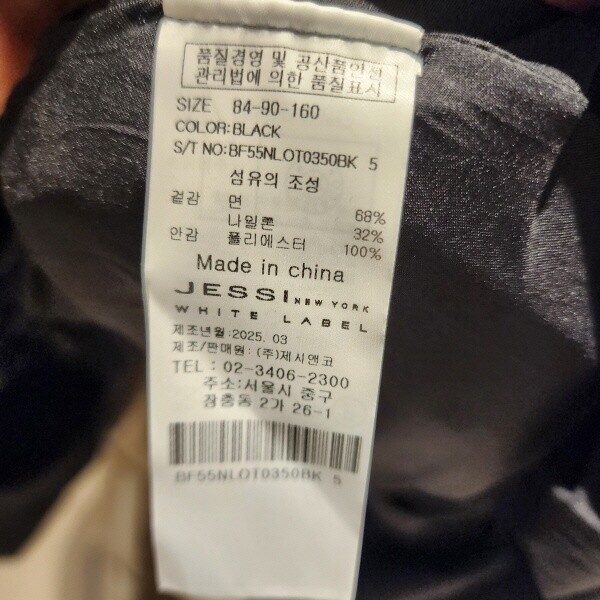 품질경영 및 공산품안전
관리법에 의한 품질표시
SIZE 84-90-160
COLOR:BLACK
S/T NO:BF55NLOT0350BK 5
섬유의 조성
겉감 면 68%
나일론 32%
안감 폴리에스터 100%
Made in china
JESSI NEW YORK
WHITE LABEL
제조년월:2025. 03
제조/판매원: (주)제시앤코
TEL : 02-3406-2300
주소:서울시 중구
장충동 2가 26-1
BF55NLOT0350BK 5